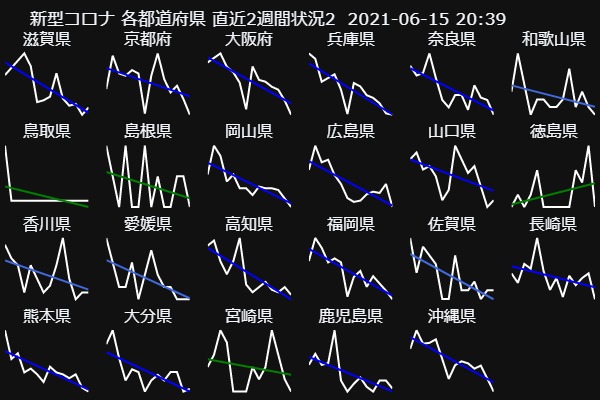 新型コロナ 各都道府県 直近2週間状況2 2021-06-15 20:39
滋賀県 京都府 大阪府 兵庫県 奈良県 和歌山県
鳥取県 島根県 岡山県 広島県 山口県 徳島県
香川県 愛媛県 高知県 福岡県 佐賀県 長崎県
熊本県 大分県 宮崎県 鹿児島県 沖縄県